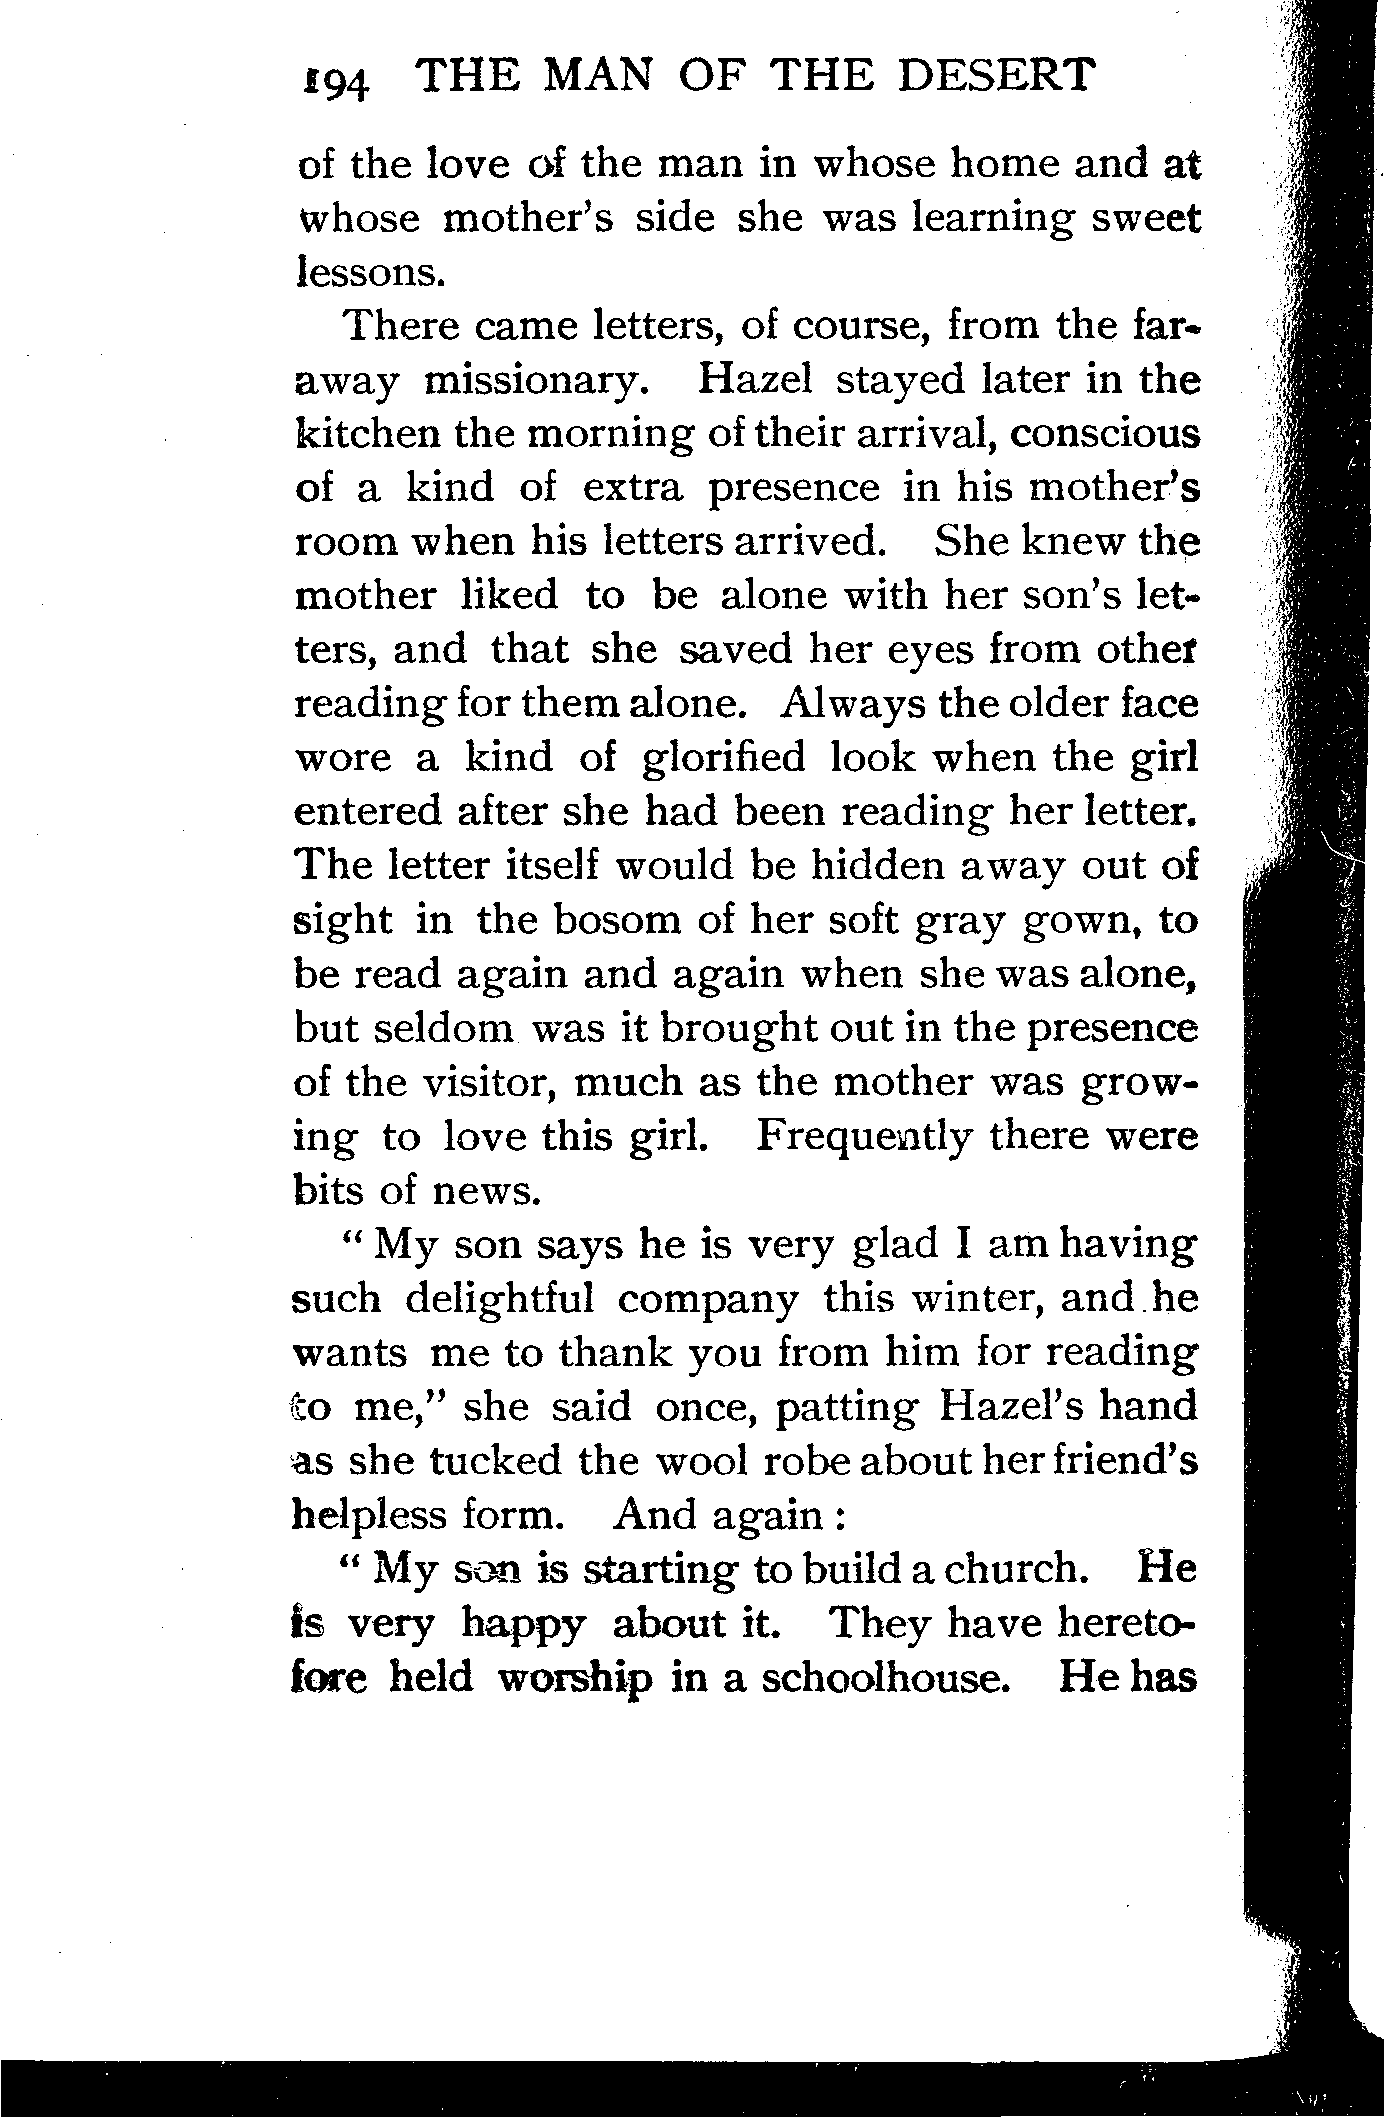 194 THE MAN OF THE DESERT
of the love of the man in whose home and at
whose mother's side she was learning sweet
lessons.
There came letters, of course, from the far-
away missionary. Hazel stayed later in the
kitchen the morning of their arrival, conscious
of a kind of extra presence in his mother's
room when his letters arrived. She knew the
mother liked to be alone with her son's let-
ters, and that she saved her eyes from other
reading for them alone. Always the older face
wore a kind of glorified look when the girl
entered after she had been reading her letter.
The letter itself would be hidden away out of
sight in the bosom of her soft gray gown, to
be read again and again when she was alone,
but seldom was it brought out in the presence
of the visitor, much as the mother was grow-
ing to love this girl. Frequently there were
bits of news.
" My son says he is very glad I am having
such delightful company this winter, and he
wants me to thank you from him for reading
to me," she said once, patting Hazel's hand
as she tucked the wool robe about her friend's
helpless form. And again :
" My son is starting to build a church. He
is very happy about it. They have hereto-
fore held worship in a schoolhouse. He has